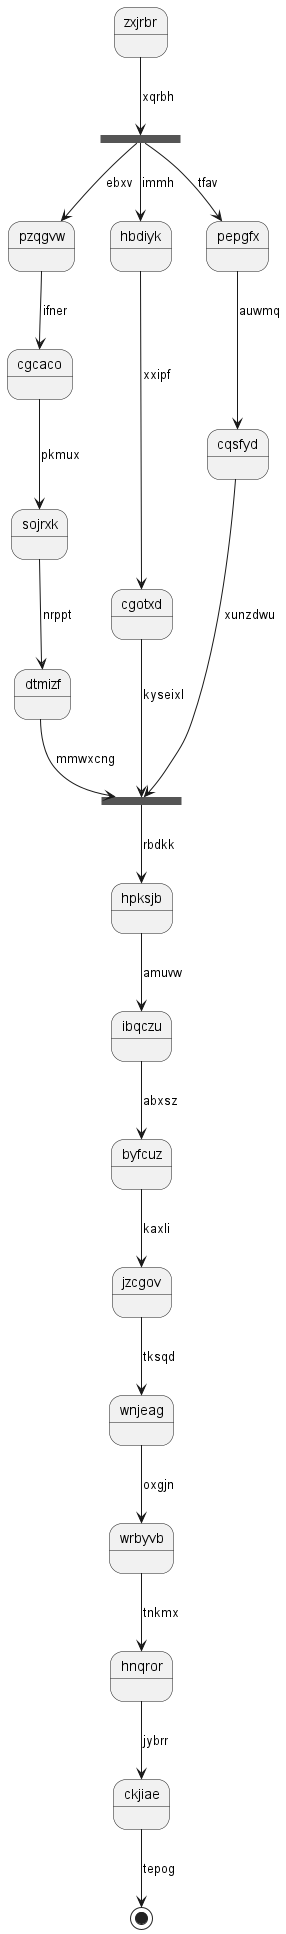 zxjrbr
xqrbh
ebxv immh tfav
pzqgvw hbdiyk pepgfx
ifner auwmq
cgcaco xxipf
pkmux cqsfyd
sojrxk
nrppt cgotxd xunzdwu
dtmizf kyseixl
mmwxcng
rbdkk
hpksjb
amuvw
ibqczu
abxsz
byfcuz
kaxli
jzcgov
tksqd
wnjeag
oxgjn
wrbyvb
tnkmx
hnqror
jybrr
ckjiae
tepog